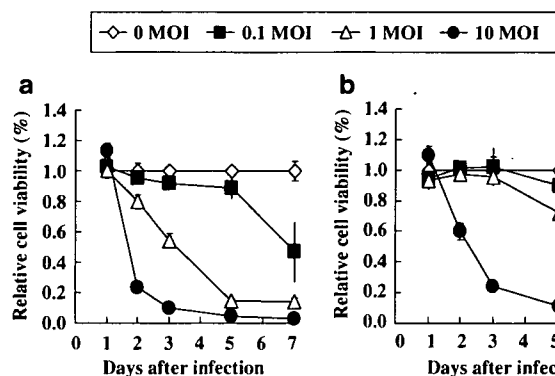 0 MOI 0.1 MOI 1 MOI 10 MOI
a
b
Relative cell viability (%)
1.4
1.2
1.0
0.8
0.6
0.4
0.2
0.0
0 1 2 3 5 7
Days after infection
Relative cell viability (%)
1.4
1.2
1.0
0.8
0.6
0.4
0.2
0.0
0 1 2 3 5
Days after infec